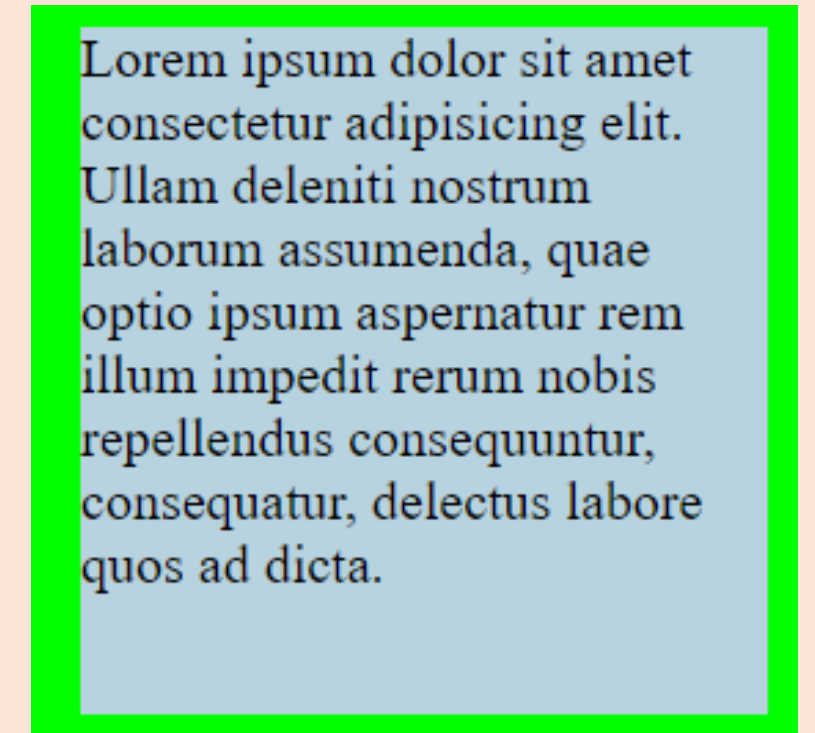 Lorem ipsum dolor sit amet
consectetur adipisicing elit.
Ullam deleniti nostrum
laborum assumenda, quae
optio ipsum aspernatur rem
illum impedit rerum nobis
repellendus consequuntur,
consequatur, delectus labore
quos ad dicta.